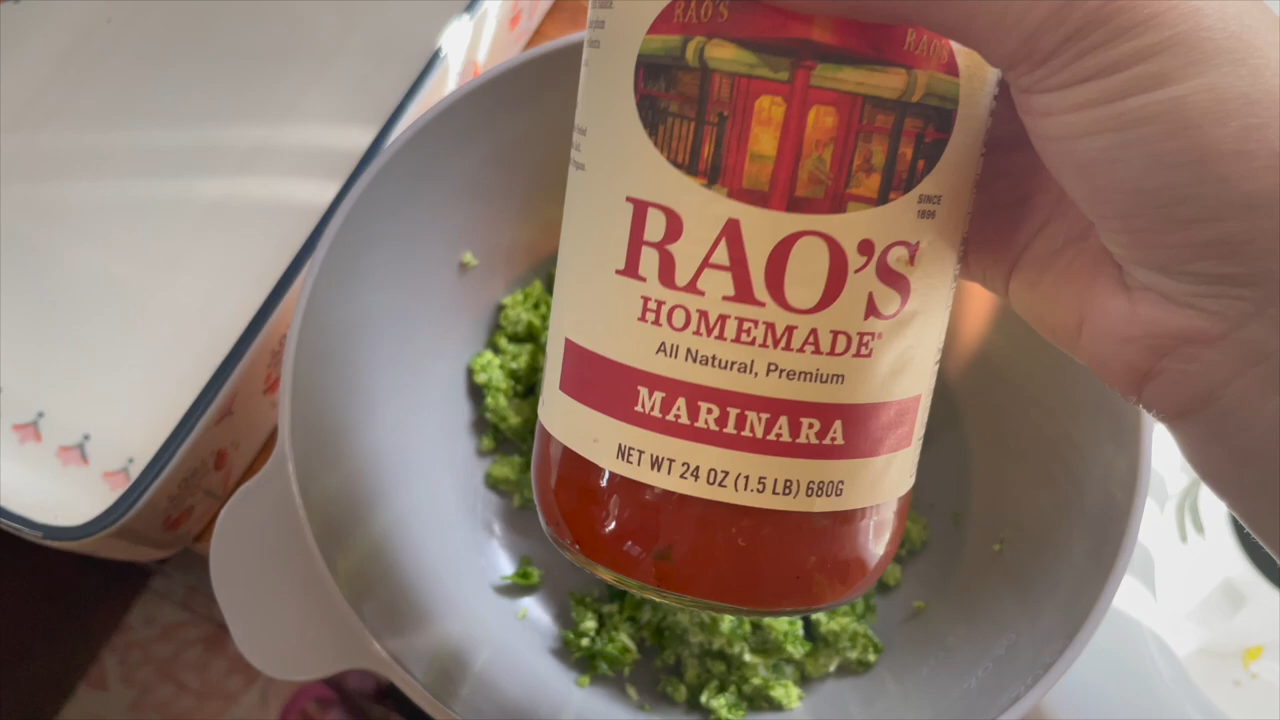 RAO'S
RAO'S
SINCE
1896
RAO'S
HOMEMADE®
All Natural, Premium
MARINARA
NET WT 24 OZ (1.5 LB) 680G